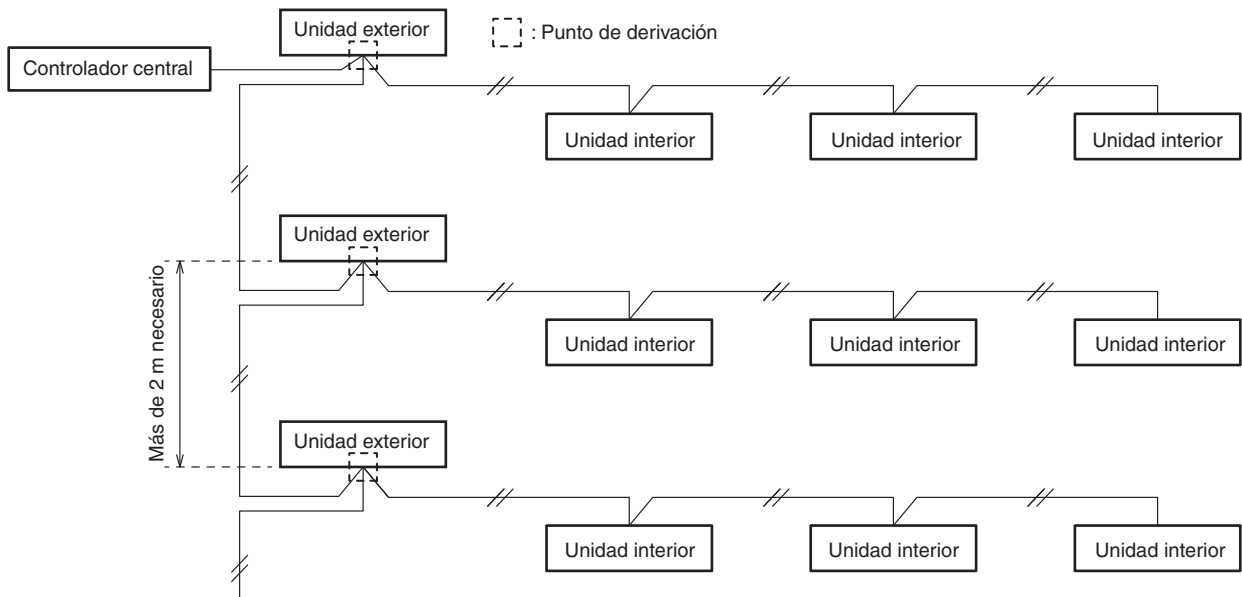 Unidad exterior
: Punto de derivación
Controlador central
Unidad interior
Unidad interior
Unidad interior
Unidad exterior
Más de 2 m necesario
Unidad interior
Unidad interior
Unidad interior
Unidad exterior
Unidad interior
Unidad interior
Unidad interior